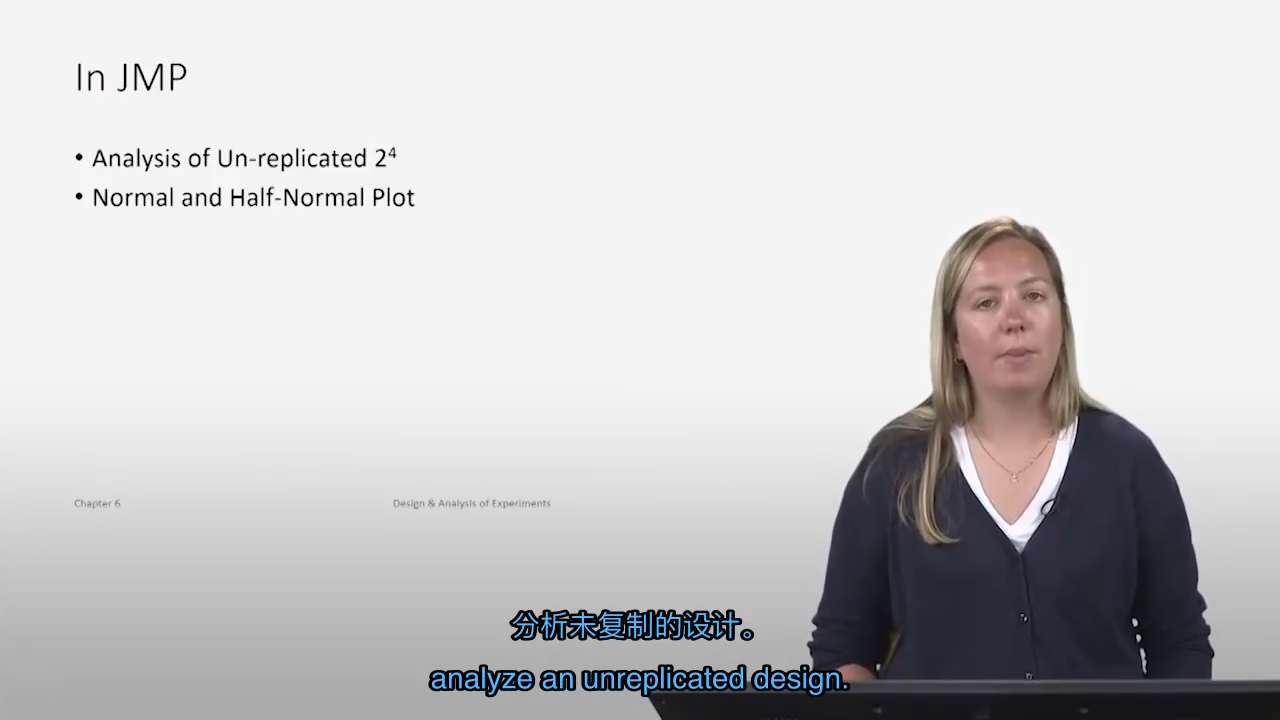 In JMP
• Analysis of Un-replicated 2⁴
• Normal and Half-Normal Plot
Chapter 6
Design & Analysis of Experiments
分析未复制的设计。
analyze an unreplicated design.